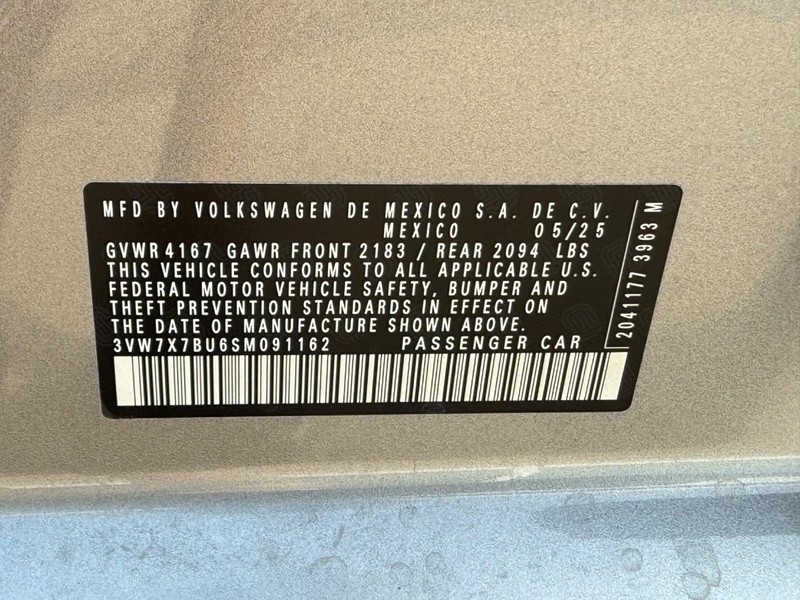 MFD BY VOLKSWAGEN DE MEXICO S.A. DE C.V.
MEXICO 05/25
GVWR 4167 GAWR FRONT 2183 / REAR 2094 LBS
THIS VEHICLE CONFORMS TO ALL APPLICABLE U.S.
FEDERAL MOTOR VEHICLE SAFETY, BUMPER AND
THEFT PREVENTION STANDARDS IN EFFECT ON
THE DATE OF MANUFACTURE SHOWN ABOVE.
3VW7X7BU6SM091162 PASSENGER CAR
2041177 3963 M